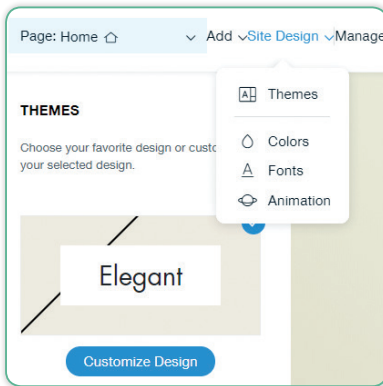 Page: Home Add Site Design Manage
Themes
THEMES
Choose your favorite design or custo
Colors
your selected design.
Fonts
Animation
Elegant
Customize Design